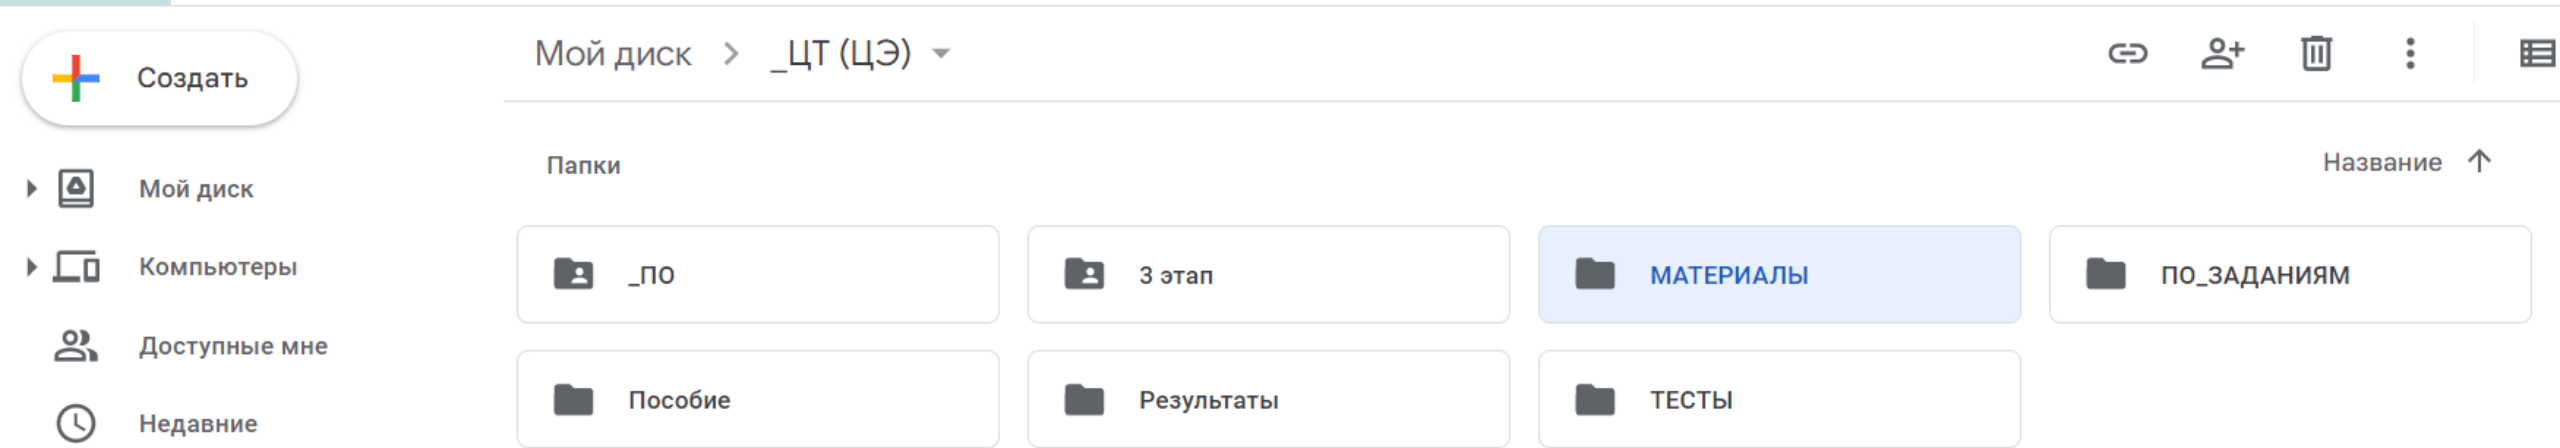 Создать
Мой диск
Компьютеры
Доступные мне
Недавние
Мой диск > _ЦТ (ЦЭ)
Папки
Название
_ПО
3 этап
МАТЕРИАЛЫ
ПО_ЗАДАНИЯМ
Пособие
Результаты
ТЕСТЫ